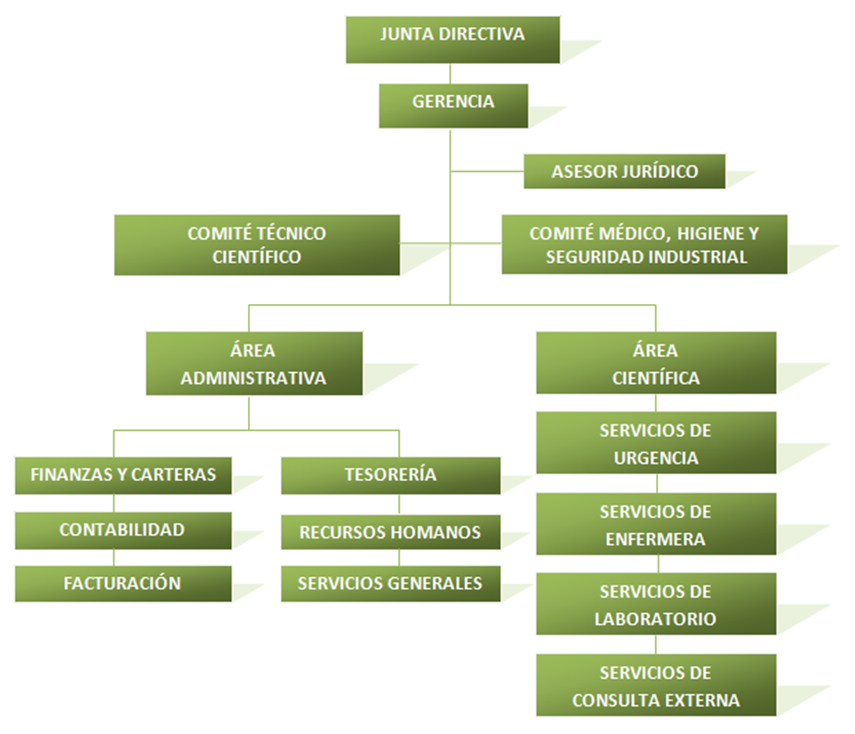 JUNTA DIRECTIVA
GERENCIA
ASESOR JURÍDICO
COMITÉ TÉCNICO
CIENTÍFICO
COMITÉ MÉDICO, HIGIENE Y
SEGURIDAD INDUSTRIAL
ÁREA
ADMINISTRATIVA
ÁREA
CIENTÍFICA
FINANZAS Y CARTERAS
CONTABILIDAD
FACTURACIÓN
TESORERÍA
RECURSOS HOMANOS
SERVICIOS GENERALES
SERVICIOS DE
URGENCIA
SERVICIOS DE
ENFERMERA
SERVICIOS DE
LABORATORIO
SERVICIOS DE
CONSULTA EXTERNA